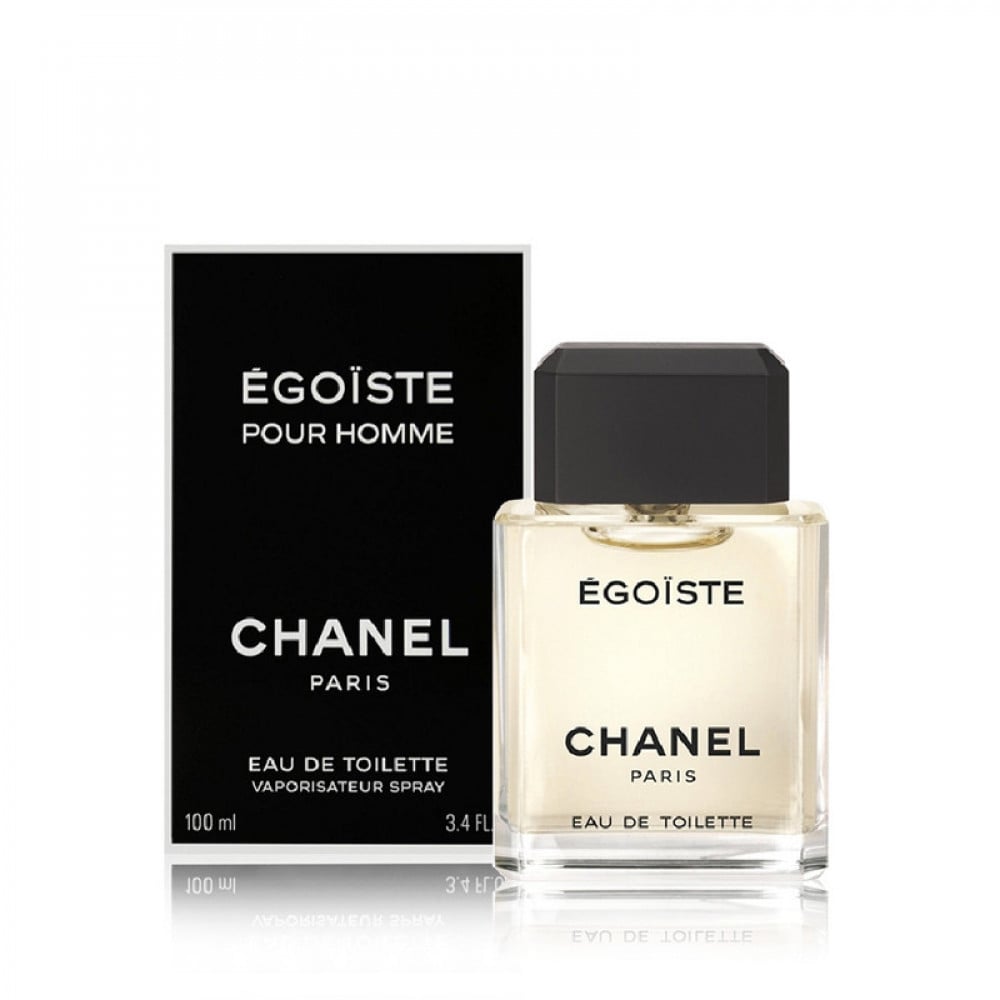 ÉGOÏSTE
POUR HOMME
CHANEL
PARIS
EAU DE TOILETTE
VAPORISATEUR SPRAY
100 ml 3.4 FL.
ÉGOÏSTE
CHANEL
PARIS
EAU DE TOILETTE